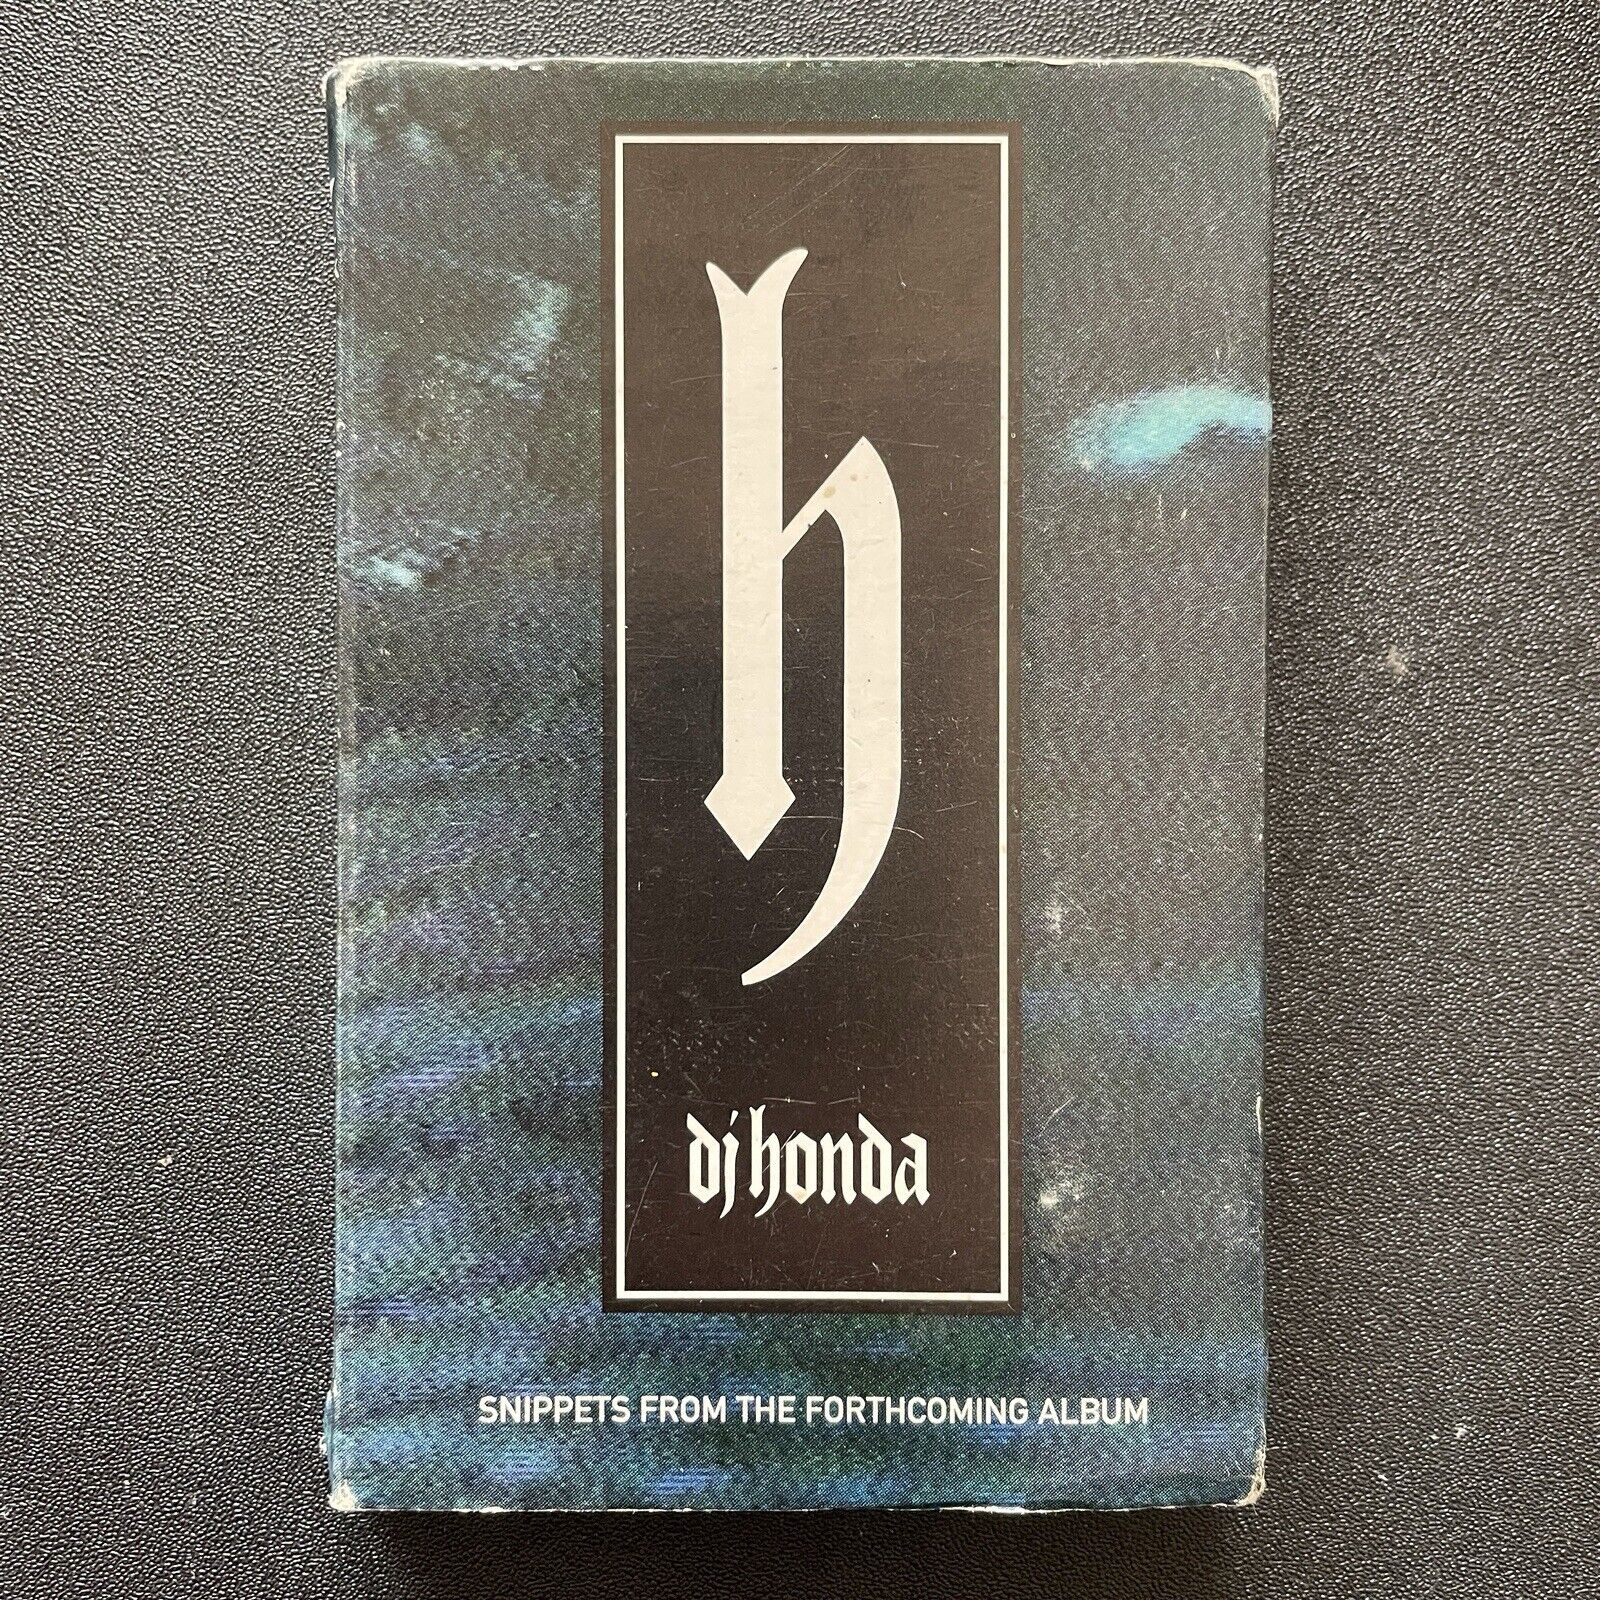 h
dj honda
SNIPPETS FROM THE FORTHCOMING ALBUM